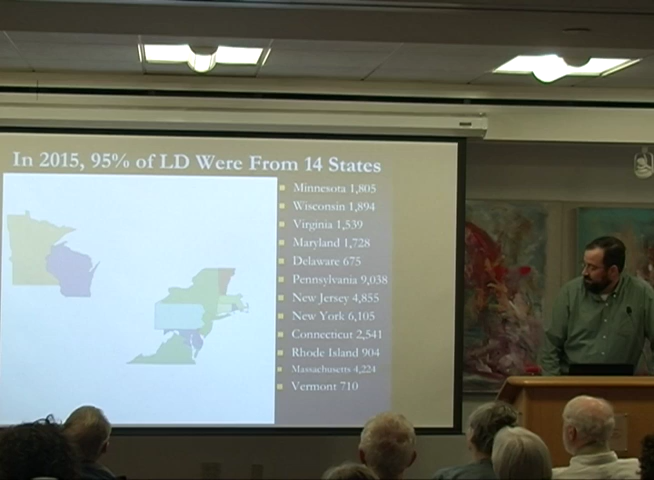 In 2015, 95% of LD Were From 14 States
Minnesota 1,805
Wisconsin 1,894
Virginia 1,539
Maryland 1,728
Delaware 675
Pennsylvania 9,038
New Jersey 4,855
New York 6,105
Connecticut 2,541
Rhode Island 904
Massachusetts 4,224
Vermont 710